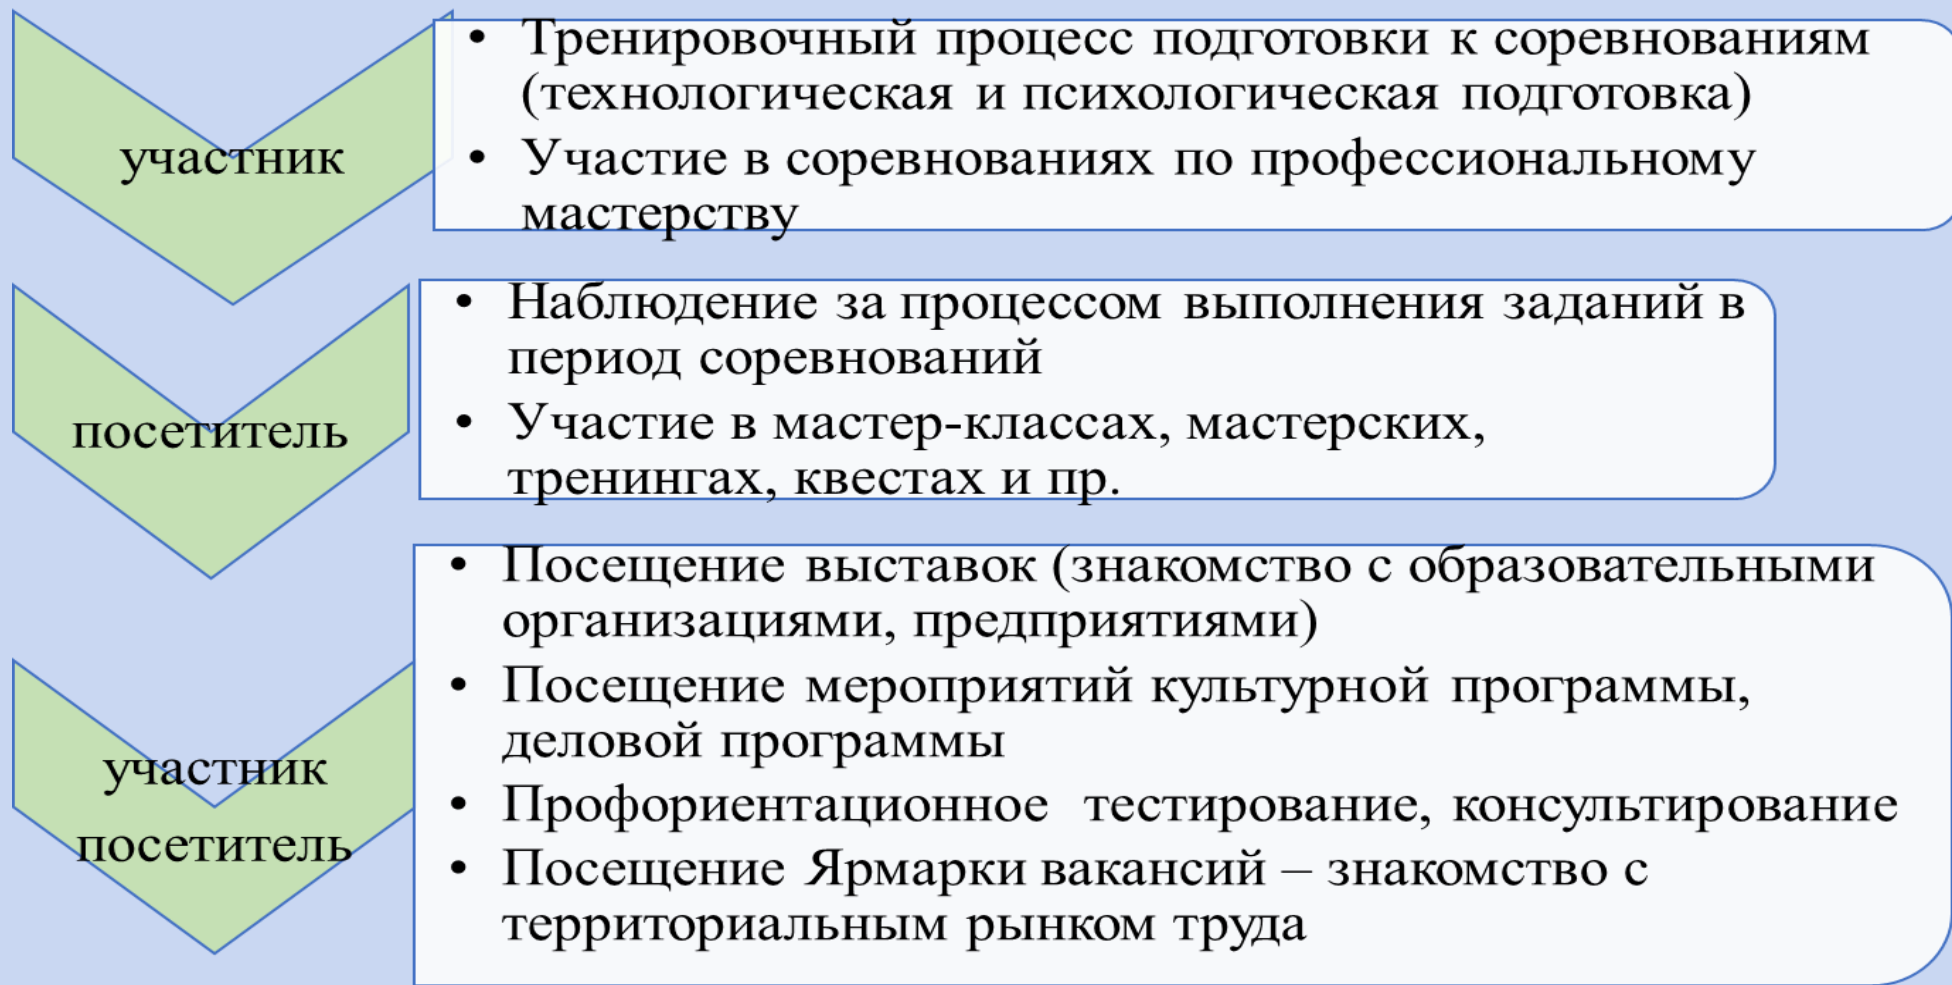 участник
• Тренировочный процесс подготовки к соревнованиям
(технологическая и психологическая подготовка)
• Участие в соревнованиях по профессиональному
мастерству
посетитель
• Наблюдение за процессом выполнения заданий в
период соревнований
• Участие в мастер-классах, мастерских,
тренингах, квестах и пр.
участник
посетитель
• Посещение выставок (знакомство с образовательными
организациями, предприятиями)
• Посещение мероприятий культурной программы,
деловой программы
• Профориентационное тестирование, консультирование
• Посещение Ярмарки вакансий – знакомство с
территориальным рынком труда